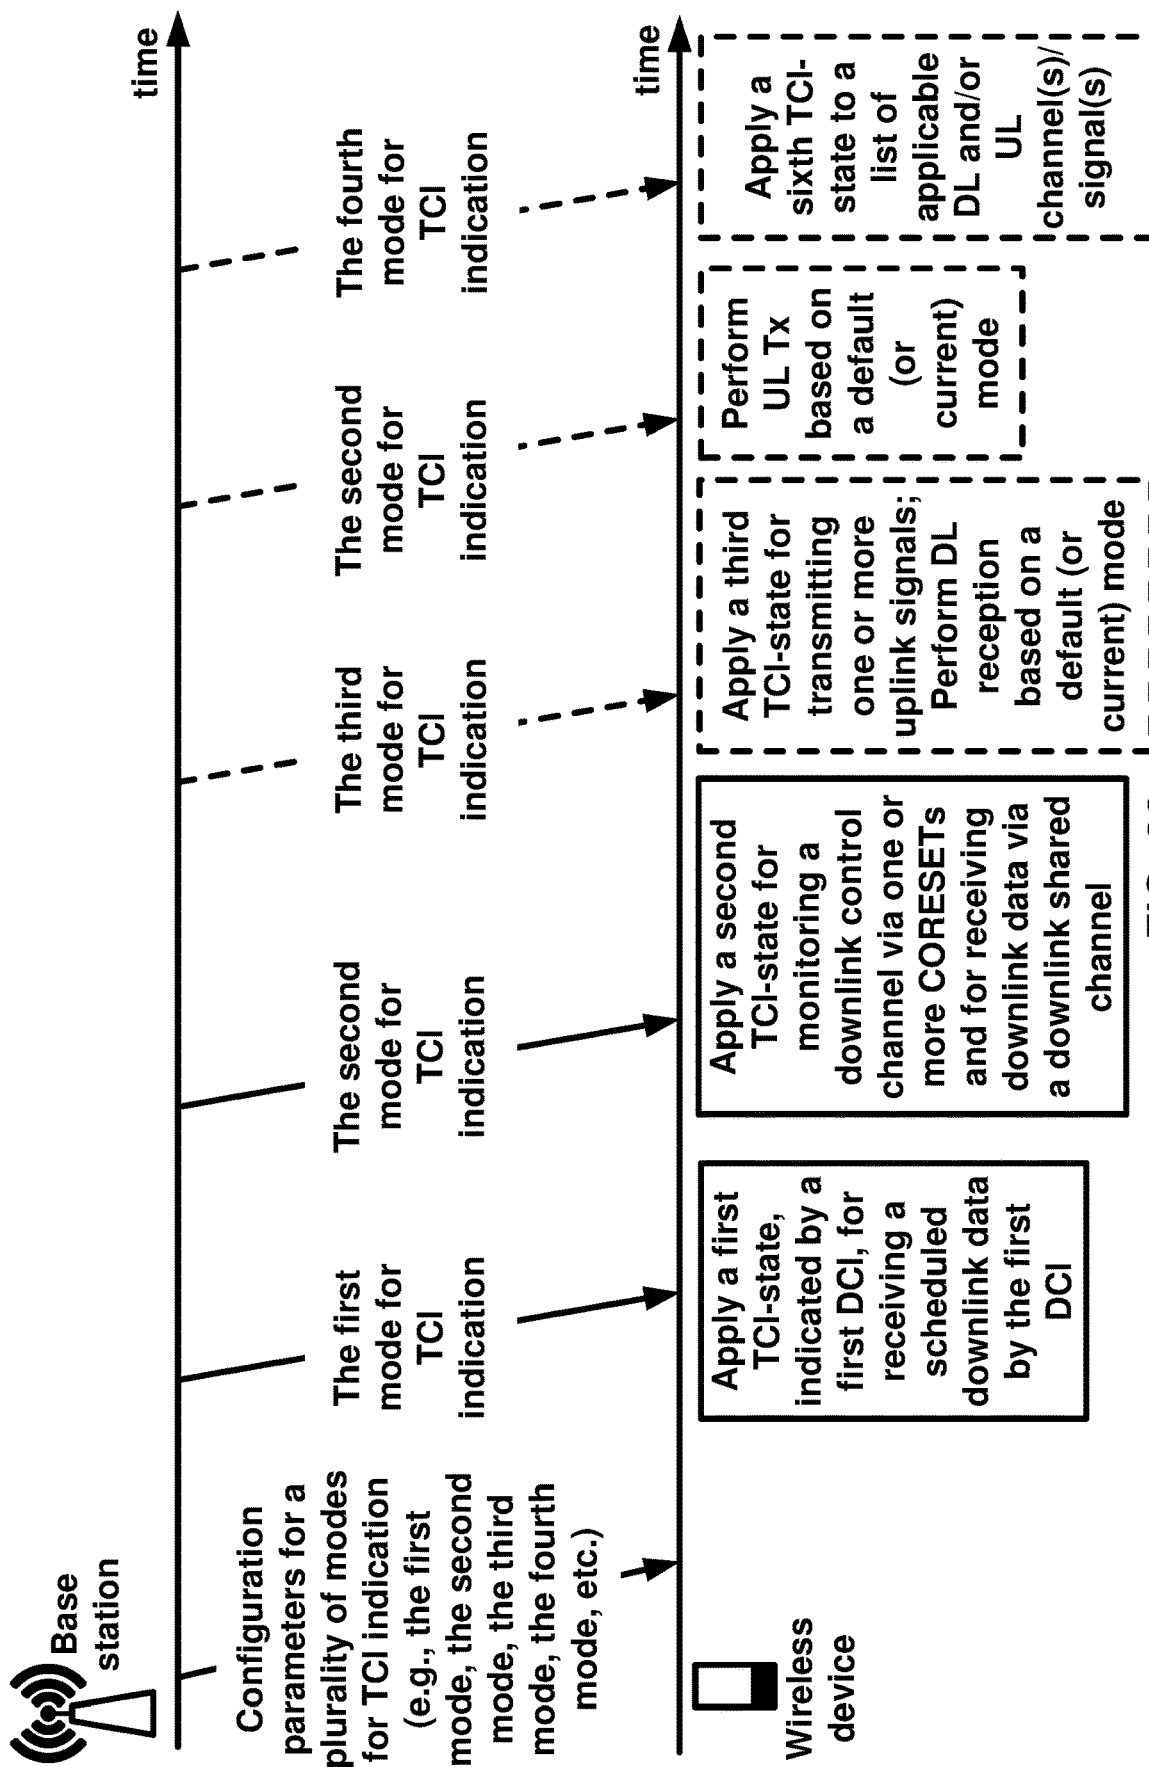 Base
station
time
Configuration
parameters for a
plurality of modes
for TCI indication
(e.g., the first
mode, the second
mode, the third
mode, the fourth
mode, etc.)
The first
mode for
TCI
indication
The second
mode for
TCI
indication
The third
mode for
TCI
indication
The second
mode for
TCI
indication
The fourth
mode for
TCI
indication
Wireless
device
time
Apply a first
TCI-state,
indicated by a
first DCI, for
receiving a
scheduled
downlink data
by the first
DCI
Apply a second
TCI-state for
monitoring a
downlink control
channel via one or
more CORESETs
and for receiving
downlink data via
a downlink shared
channel
Apply a third
TCI-state for
transmitting
one or more
uplink signals;
Perform DL
reception
based on a
default (or
current) mode
Perform
UL Tx
based on
a default
(or
current)
mode
Apply a
sixth TCI-
state to a
list of
applicable
DL and/or
UL
channel(s)/
signal(s)